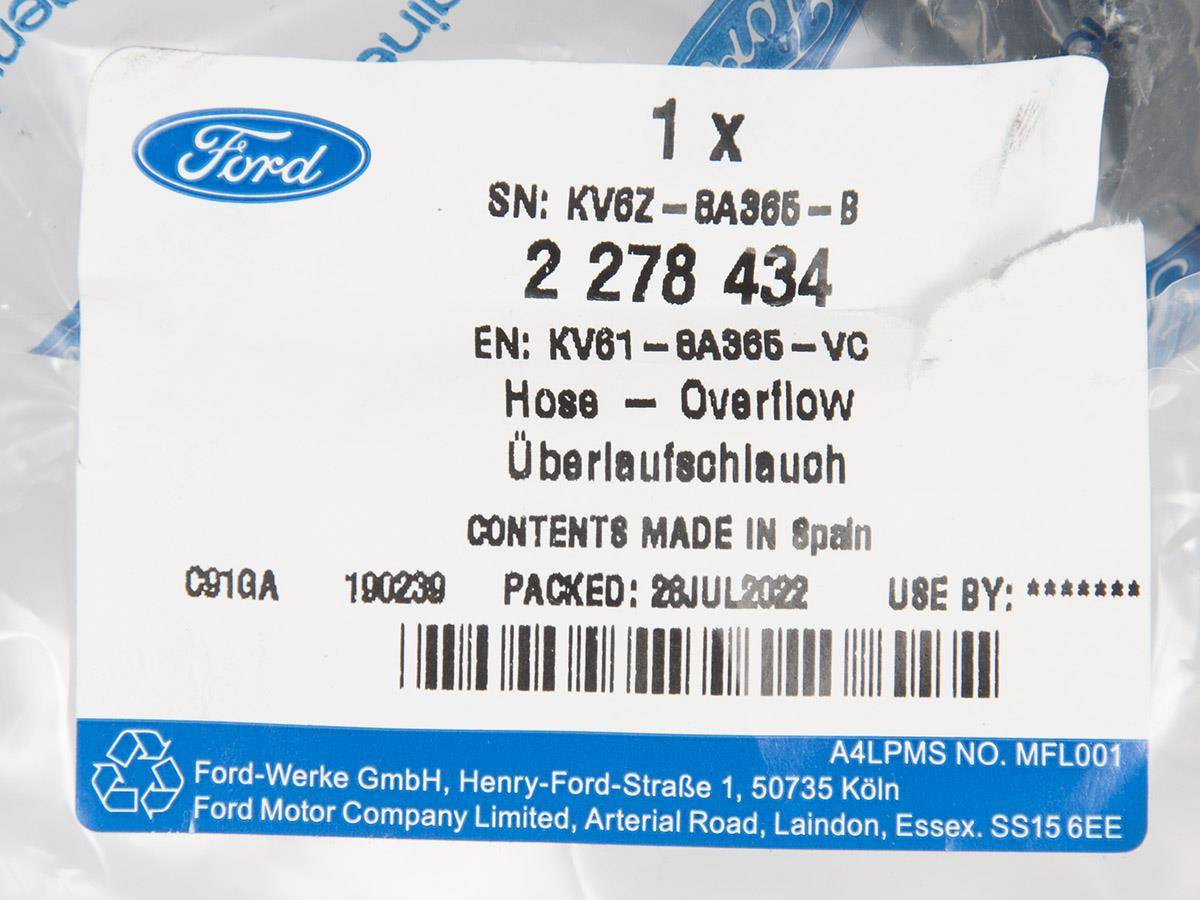 Ford
1 x
SN: KV6Z-8A365-B
2 278 434
EN: KV61-8A365-VC
Hose - Overflow
Überlaufschlauch
CONTENTS MADE IN Spain
C91GA 190239 PACKED: 28JUL2022 USE BY: *******
A4LPMS NO. MFL001
Ford-Werke GmbH, Henry-Ford-Straße 1, 50735 Köln
Ford Motor Company Limited, Arterial Road, Laindon, Essex. SS15 6EE